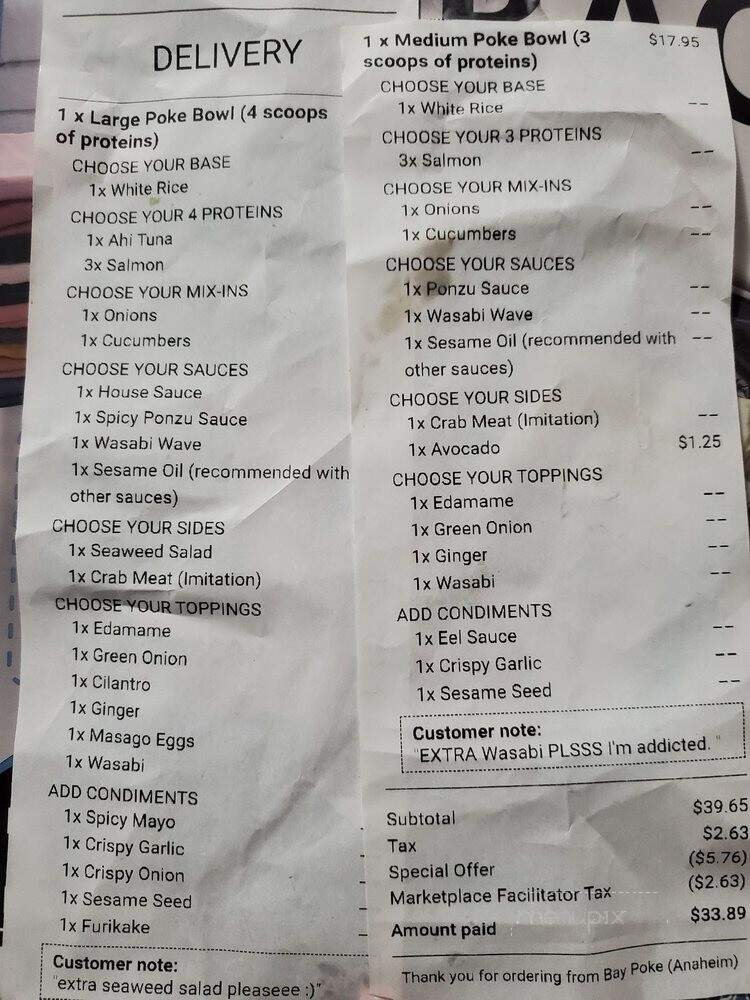 DELIVERY
1 x Large Poke Bowl (4 scoops
of proteins)
CHOOSE YOUR BASE
1x White Rice
CHOOSE YOUR 4 PROTEINS
1x Ahi Tuna
3x Salmon
CHOOSE YOUR MIX-INS
1x Onions
1x Cucumbers
CHOOSE YOUR SAUCES
1x House Sauce
1x Spicy Ponzu Sauce
1x Wasabi Wave
1x Sesame Oil (recommended with
other sauces)
CHOOSE YOUR SIDES
1x Seaweed Salad
1x Crab Meat (Imitation)
CHOOSE YOUR TOPPINGS
1x Edamame
1x Green Onion
1x Cilantro
1x Ginger
1x Masago Eggs
1x Wasabi
ADD CONDIMENTS
1x Spicy Mayo
1x Crispy Garlic
1x Crispy Onion
1x Sesame Seed
1x Furikake
Customer note:
"extra seaweed salad pleaseee :)"
1 x Medium Poke Bowl (3 $17.95
scoops of proteins)
CHOOSE YOUR BASE
1x White Rice --
CHOOSE YOUR 3 PROTEINS
3x Salmon --
CHOOSE YOUR MIX-INS
1x Onions --
1x Cucumbers --
CHOOSE YOUR SAUCES
1x Ponzu Sauce --
1x Wasabi Wave --
1x Sesame Oil (recommended with --
other sauces)
CHOOSE YOUR SIDES
1x Crab Meat (Imitation) --
1x Avocado $1.25
CHOOSE YOUR TOPPINGS
1x Edamame --
1x Green Onion --
1x Ginger --
1x Wasabi --
ADD CONDIMENTS
1x Eel Sauce --
1x Crispy Garlic --
1x Sesame Seed --
Customer note:
"EXTRA Wasabi PLSSS I'm addicted. "
Subtotal $39.65
Tax $2.63
Special Offer ($5.76)
Marketplace Facilitator Tax ($2.63)
Amount paid $33.89
Thank you for ordering from Bay Poke (Anaheim)